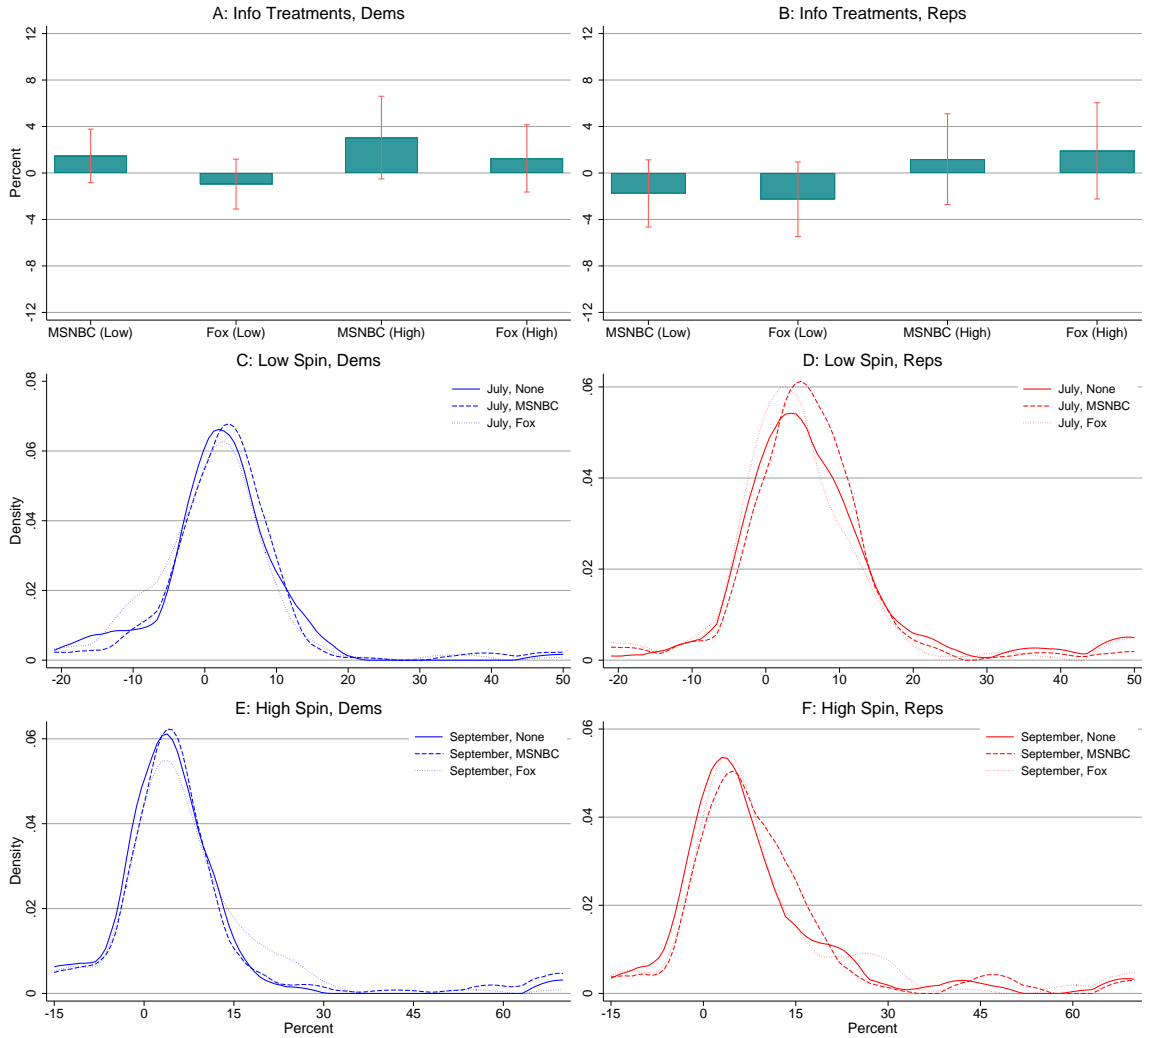 A: Info Treatments, Dems
B: Info Treatments, Reps
Percent
12
8
4
0
-4
-8
-12
12
8
4
0
-4
-8
-12
MSNBC (Low) Fox (Low) MSNBC (High) Fox (High)
MSNBC (Low) Fox (Low) MSNBC (High) Fox (High)
C: Low Spin, Dems
D: Low Spin, Reps
Density
.08
.06
.04
.02
0
July, None
July, MSNBC
July, Fox
-20 -10 0 10 20 30 40 50
.06
.04
.02
0
July, None
July, MSNBC
July, Fox
-20 -10 0 10 20 30 40 50
E: High Spin, Dems
F: High Spin, Reps
Density
.06
.04
.02
0
September, None
September, MSNBC
September, Fox
-15 0 15 30 45 60
Percent
.06
.04
.02
0
September, None
September, MSNBC
September, Fox
-15 0 15 30 45 60
Percent